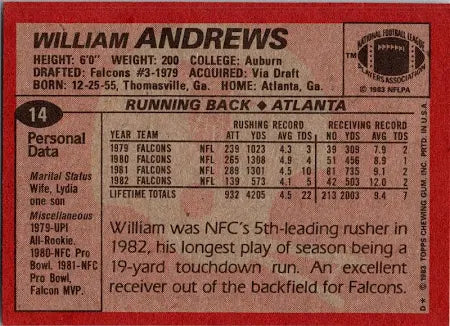 WILLIAM ANDREWS
HEIGHT: 6'0" WEIGHT: 200 COLLEGE: Auburn
DRAFTED: Falcons #3-1979 ACQUIRED: Via Draft
BORN: 12-25-55, Thomasville, Ga. HOME: Atlanta, Ga.
NATIONAL FOOTBALL LEAGUE
PLAYERS ASSOCIATION
TM
© 1983 NFLPA
14
RUNNING BACK ◆ ATLANTA
Personal
Data
Marital Status
Wife, Lydia
one son
Miscellaneous
1979-UPI
All-Rookie.
1980-NFC Pro
Bowl. 1981-NFC
Pro Bowl,
Falcon MVP.
RUSHING RECORD RECEIVING RECORD
YEAR TEAM ATT YDS AVG TDS NO YDS AVG TDS
1979 FALCONS NFL 239 1023 4.3 3 39 309 7.9 2
1980 FALCONS NFL 265 1308 4.9 4 51 456 8.9 1
1981 FALCONS NFL 289 1301 4.5 10 81 735 9.1 2
1982 FALCONS NFL 139 573 4.1 5 42 503 12.0 2
LIFETIME TOTALS 932 4205 4.5 22 213 2003 9.4 7
William was NFC's 5th-leading rusher in
1982, his longest play of season being a
19-yard touchdown run. An excellent
receiver out of the backfield for Falcons.
D* © 1983 TOPPS CHEWING GUM, INC. PRTD. IN U.S.A.